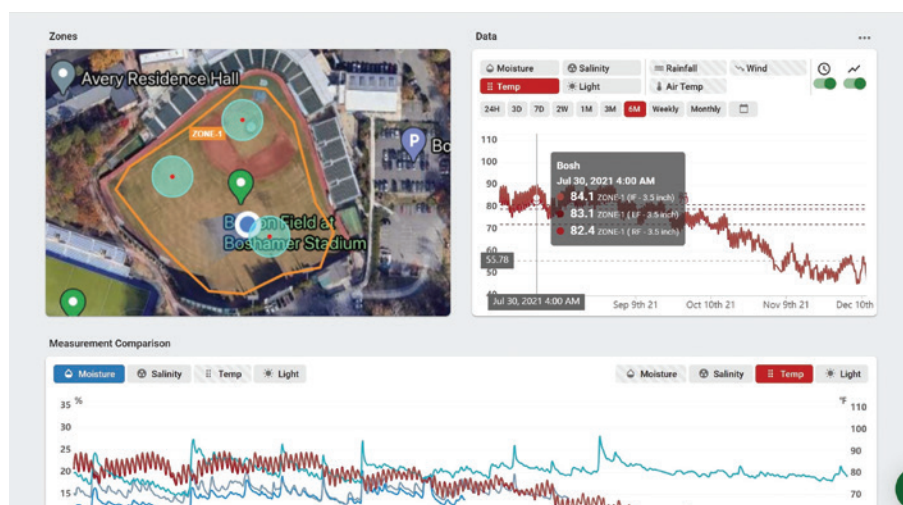 Zones
Avery Residence Hall
ZONE-1
P
Bo
B on Field at
Boshamer Stadium
Data
...
Moisture Salinity Rainfall Wind
Temp Light Air Temp
24H 3D 7D 2W 1M 3M 6M Weekly Monthly
110
100
90
80
70
55.78
50
40
Bosh
Jul 30, 2021 4:00 AM
84.1 ZONE-1 (IF - 3.5 inch)
83.1 ZONE-1 ( LF - 3.5 inch)
82.4 ZONE-1 ( RF - 3.5 inch)
Jul 30, 2021 4:00 AM Sep 9th 21 Oct 10th 21 Nov 9th 21 Dec 10th
Measurement Comparison
Moisture Salinity Temp Light
Moisture Salinity Temp Light
35 %
30
25
20
15
°F 110
100
90
80
70